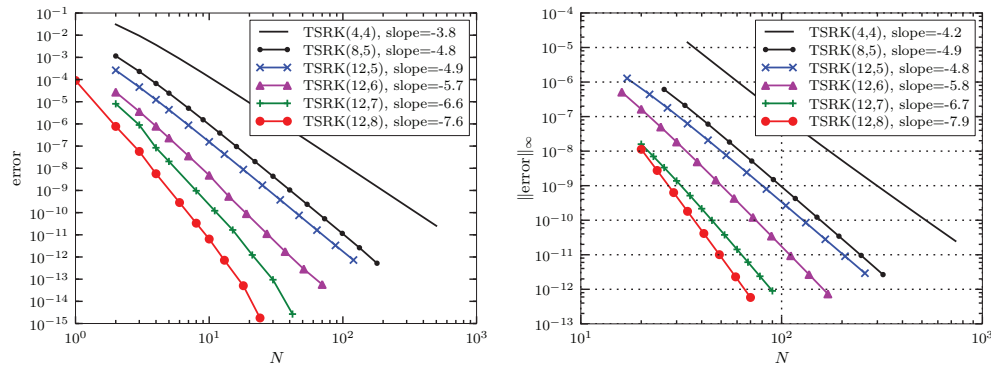 10^0
10^-1
10^-2
10^-3
10^-4
10^-5
10^-6
10^-7
10^-8
10^-9
10^-10
10^-11
10^-12
10^-13
10^-14
10^-15
error
10^0
10^1
10^2
10^3
N
TSRK(4,4), slope=-3.8
TSRK(8,5), slope=-4.8
TSRK(12,5), slope=-4.9
TSRK(12,6), slope=-5.7
TSRK(12,7), slope=-6.6
TSRK(12,8), slope=-7.6
10^-4
10^-5
10^-6
10^-7
10^-8
10^-9
10^-10
10^-11
10^-12
10^-13
||error||∞
10^1
10^2
10^3
N
TSRK(4,4), slope=-4.2
TSRK(8,5), slope=-4.9
TSRK(12,5), slope=-4.8
TSRK(12,6), slope=-5.8
TSRK(12,7), slope=-6.7
TSRK(12,8), slope=-7.9